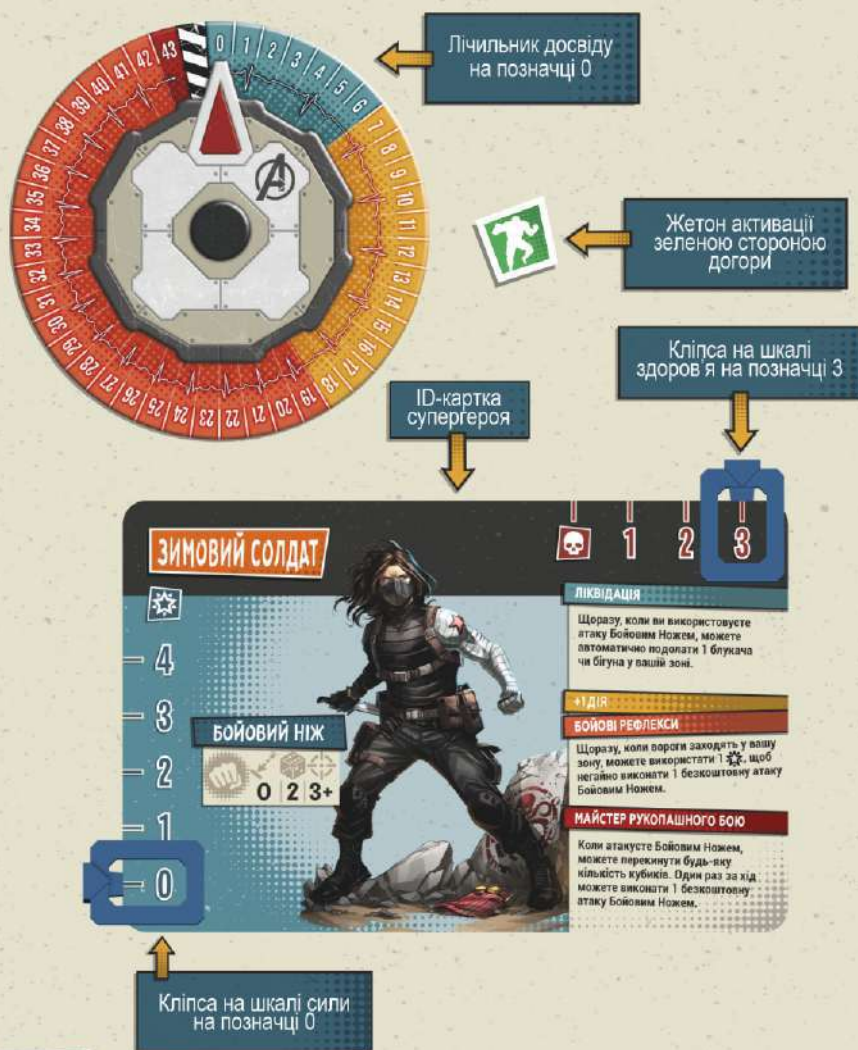 0 1 2 3 4 5 6 7 8 9 10 11 12 13 14 15 16 17 18 19 20 21 22 23 24 25 26 27 28 29 30 31 32 33 34 35 36 37 38 39 40 41 42 43
Лічильник досвіду
на позначці 0
Жетон активації
зеленою стороною
догори
Кліпса на шкалі
здоров'я на позначці 3
ID-картка
супергероя
ЗИМОВИЙ СОЛДАТ
1 2 3
4
3
2
1
0
БОЙОВИЙ НІЖ
0 2 3+
ЛІКВІДАЦІЯ
Щоразу, коли ви використовуєте
атаку Бойовим Ножем, можете
автоматично подолати 1 блукача
чи бігуна у вашій зоні.
+1 ДІЯ
БОЙОВІ РЕФЛЕКСИ
Щоразу, коли вороги заходять у вашу
зону, можете використати 1 , щоб
негайно виконати 1 безкоштовну атаку
Бойовим Ножем.
МАЙСТЕР РУКОПАШНОГО БОЮ
Коли атакуєте Бойовим Ножем,
можете перекинути будь-яку
кількість кубиків. Один раз за хід
можете виконати 1 безкоштовну
атаку Бойовим Ножем.
Кліпса на шкалі сили
на позначці 0